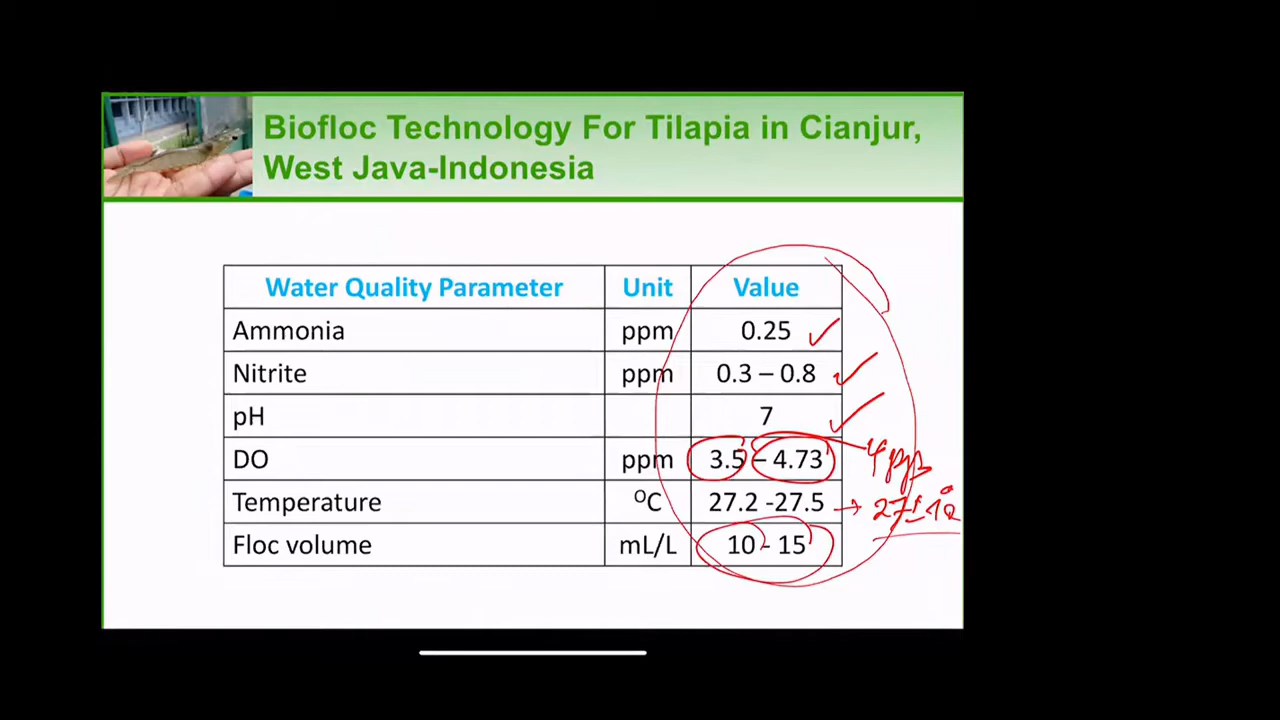 Biofloc Technology For Tilapia in Cianjur,
West Java-Indonesia
Water Quality Parameter Unit Value
Ammonia ppm 0.25
Nitrite ppm 0.3 – 0.8
pH 7
DO ppm 3.5 – 4.73
Temperature ᴼC 27.2 -27.5
Floc volume mL/L 10 - 15